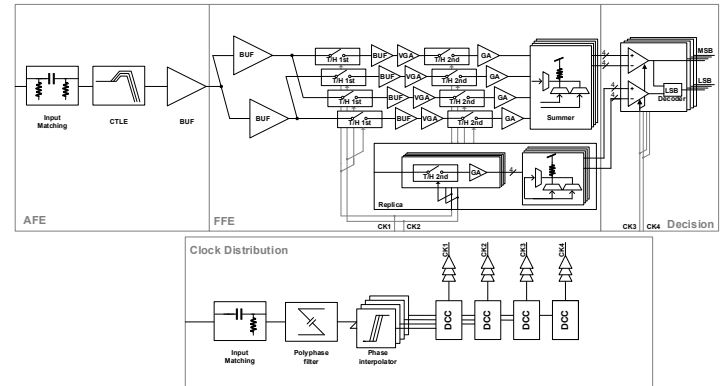 BUF
T/H 1st
BUF
VGA
T/H 2nd
GA
MSB
T/H 1st
BUF
VGA
T/H 2nd
GA
T/H 1st
BUF
VGA
T/H 2nd
GA
LSB
LSB
Decoder
T/H 1st
BUF
VGA
T/H 2nd
GA
Input
Matching
CTLE
BUF
BUF
Summer
4
4
4
4
T/H 2nd
GA
4
Replica
CK1
CK2
CK3
CK4
AFE
FFE
Decision
Clock Distribution
CK1
CK2
CK3
CK4
DCC
DCC
DCC
DCC
Input
Matching
Polyphase
filter
Phase
interpolator